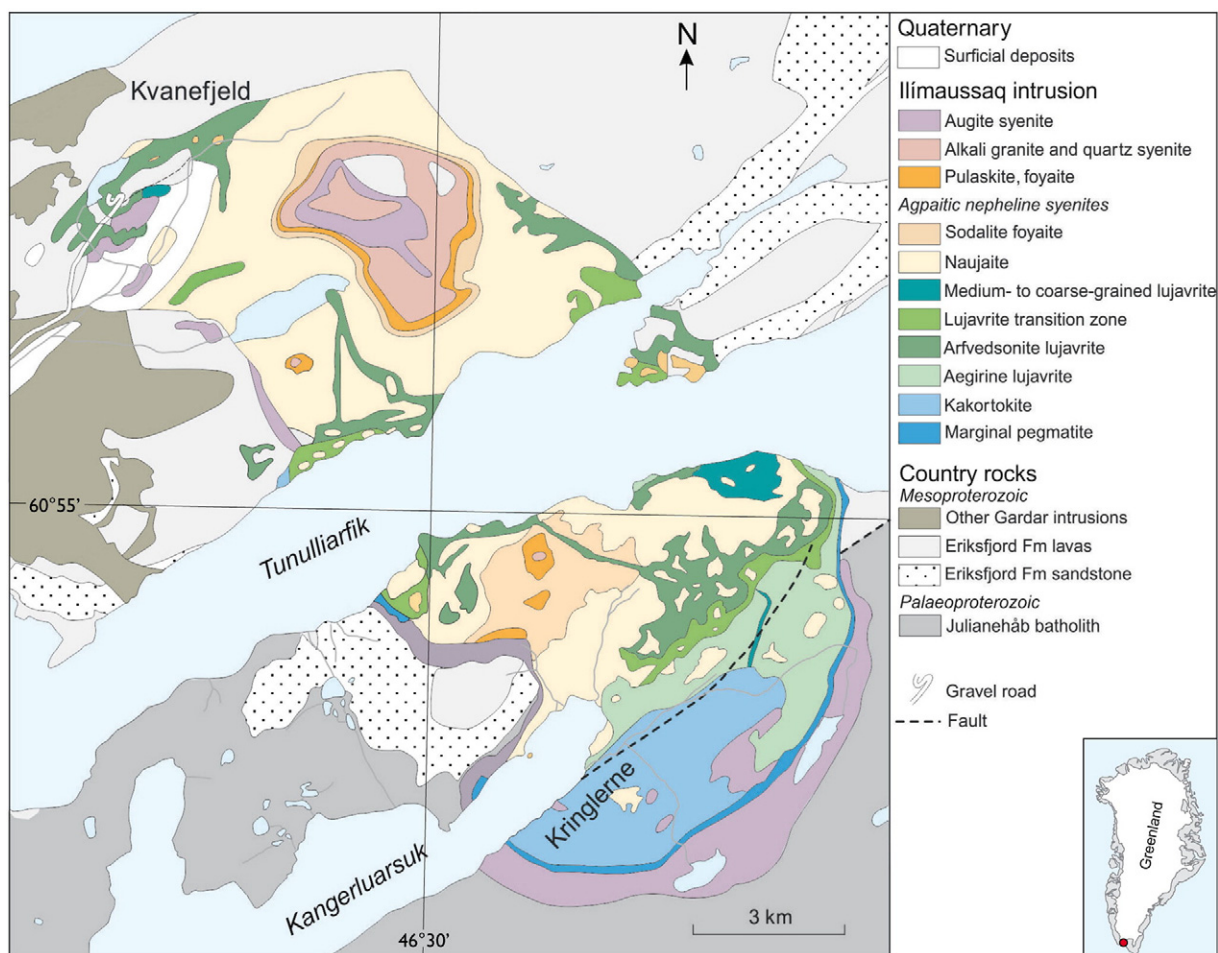 Kvanefjeld
N
60°55’
Tunulliarfik
Kringlerne
Kangerluarsuk
46°30’
3 km
Quaternary
Surficial deposits
Ilímaussaq intrusion
Augite syenite
Alkali granite and quartz syenite
Pulaskite, foyaite
Agpaitic nepheline syenites
Sodalite foyaite
Naujaite
Medium- to coarse-grained lujavrite
Lujavrite transition zone
Arfvedsonite lujavrite
Aegirine lujavrite
Kakortokite
Marginal pegmatite
Country rocks
Mesoproterozoic
Other Gardar intrusions
Eriksfjord Fm lavas
Eriksfjord Fm sandstone
Palaeoproterozoic
Julianehåb batholith
Gravel road
Fault
Greenland